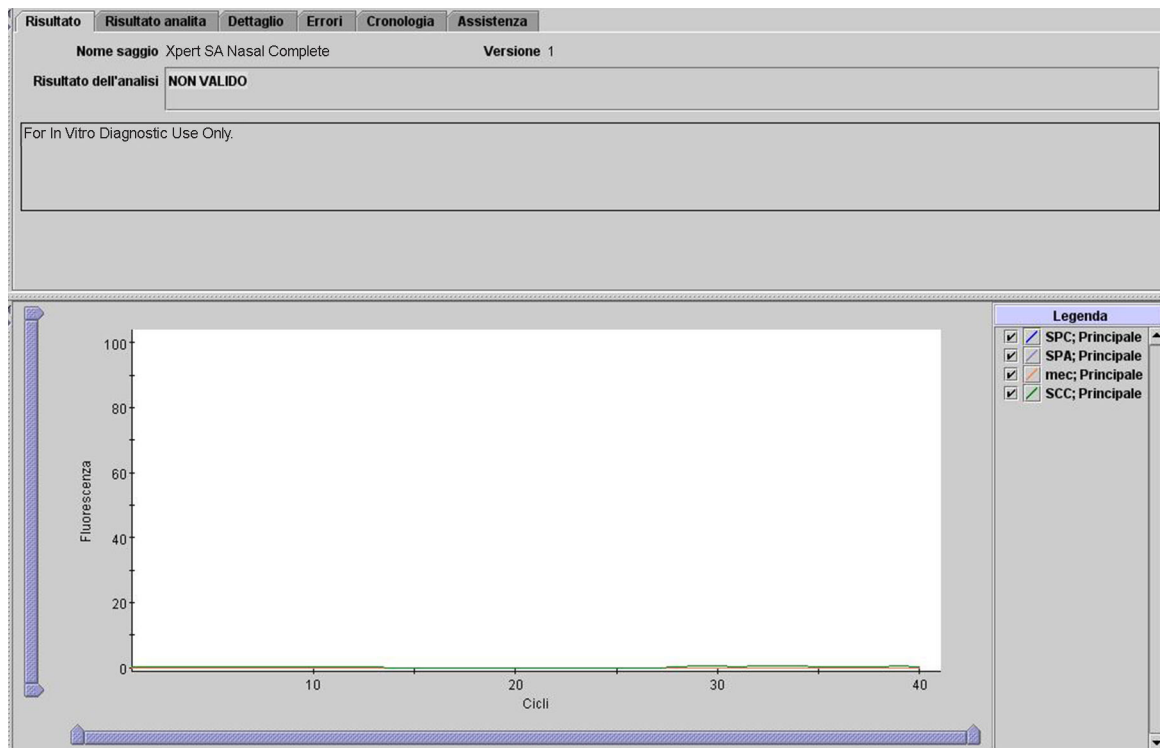 Risultato Risultato analita Dettaglio Errori Cronologia Assistenza
Nome saggio Xpert SA Nasal Complete Versione 1
Risultato dell'analisi NON VALIDO
For In Vitro Diagnostic Use Only.
Legenda
SPC; Principale
SPA; Principale
mec; Principale
SCC; Principale
Fluorescenza
100
80
60
40
20
0
10 20 30 40
Cicli